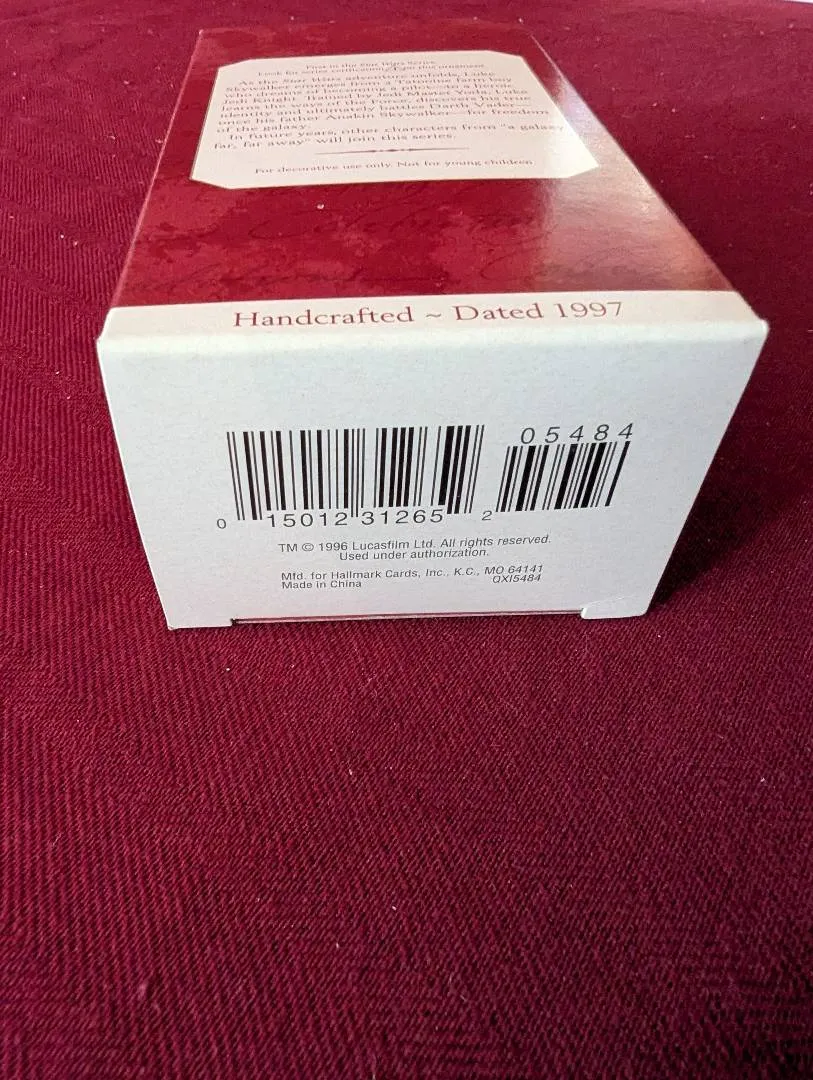 First in the Star Wars Series
Look for series certification from this ornament
As the Star Wars adventure unfolds, Luke
Skywalker emerges from a Tatooine farm boy
who dreams of becoming a pilot—to a heroic
Jedi Knight. Trained by Jedi Master Yoda, Luke
learns the ways of the Force, discovers his true
identity and ultimately battles Darth Vader—
once his father Anakin Skywalker—for freedom
of the galaxy.
In future years, other characters from "a galaxy
far, far away" will join this series.
For decorative use only. Not for young children.
Handcrafted ~ Dated 1997
05484
0 15012 31265 2
TM © 1996 Lucasfilm Ltd. All rights reserved.
Used under authorization.
Mfd. for Hallmark Cards, Inc., K.C., MO 64141
Made in China QXI5484